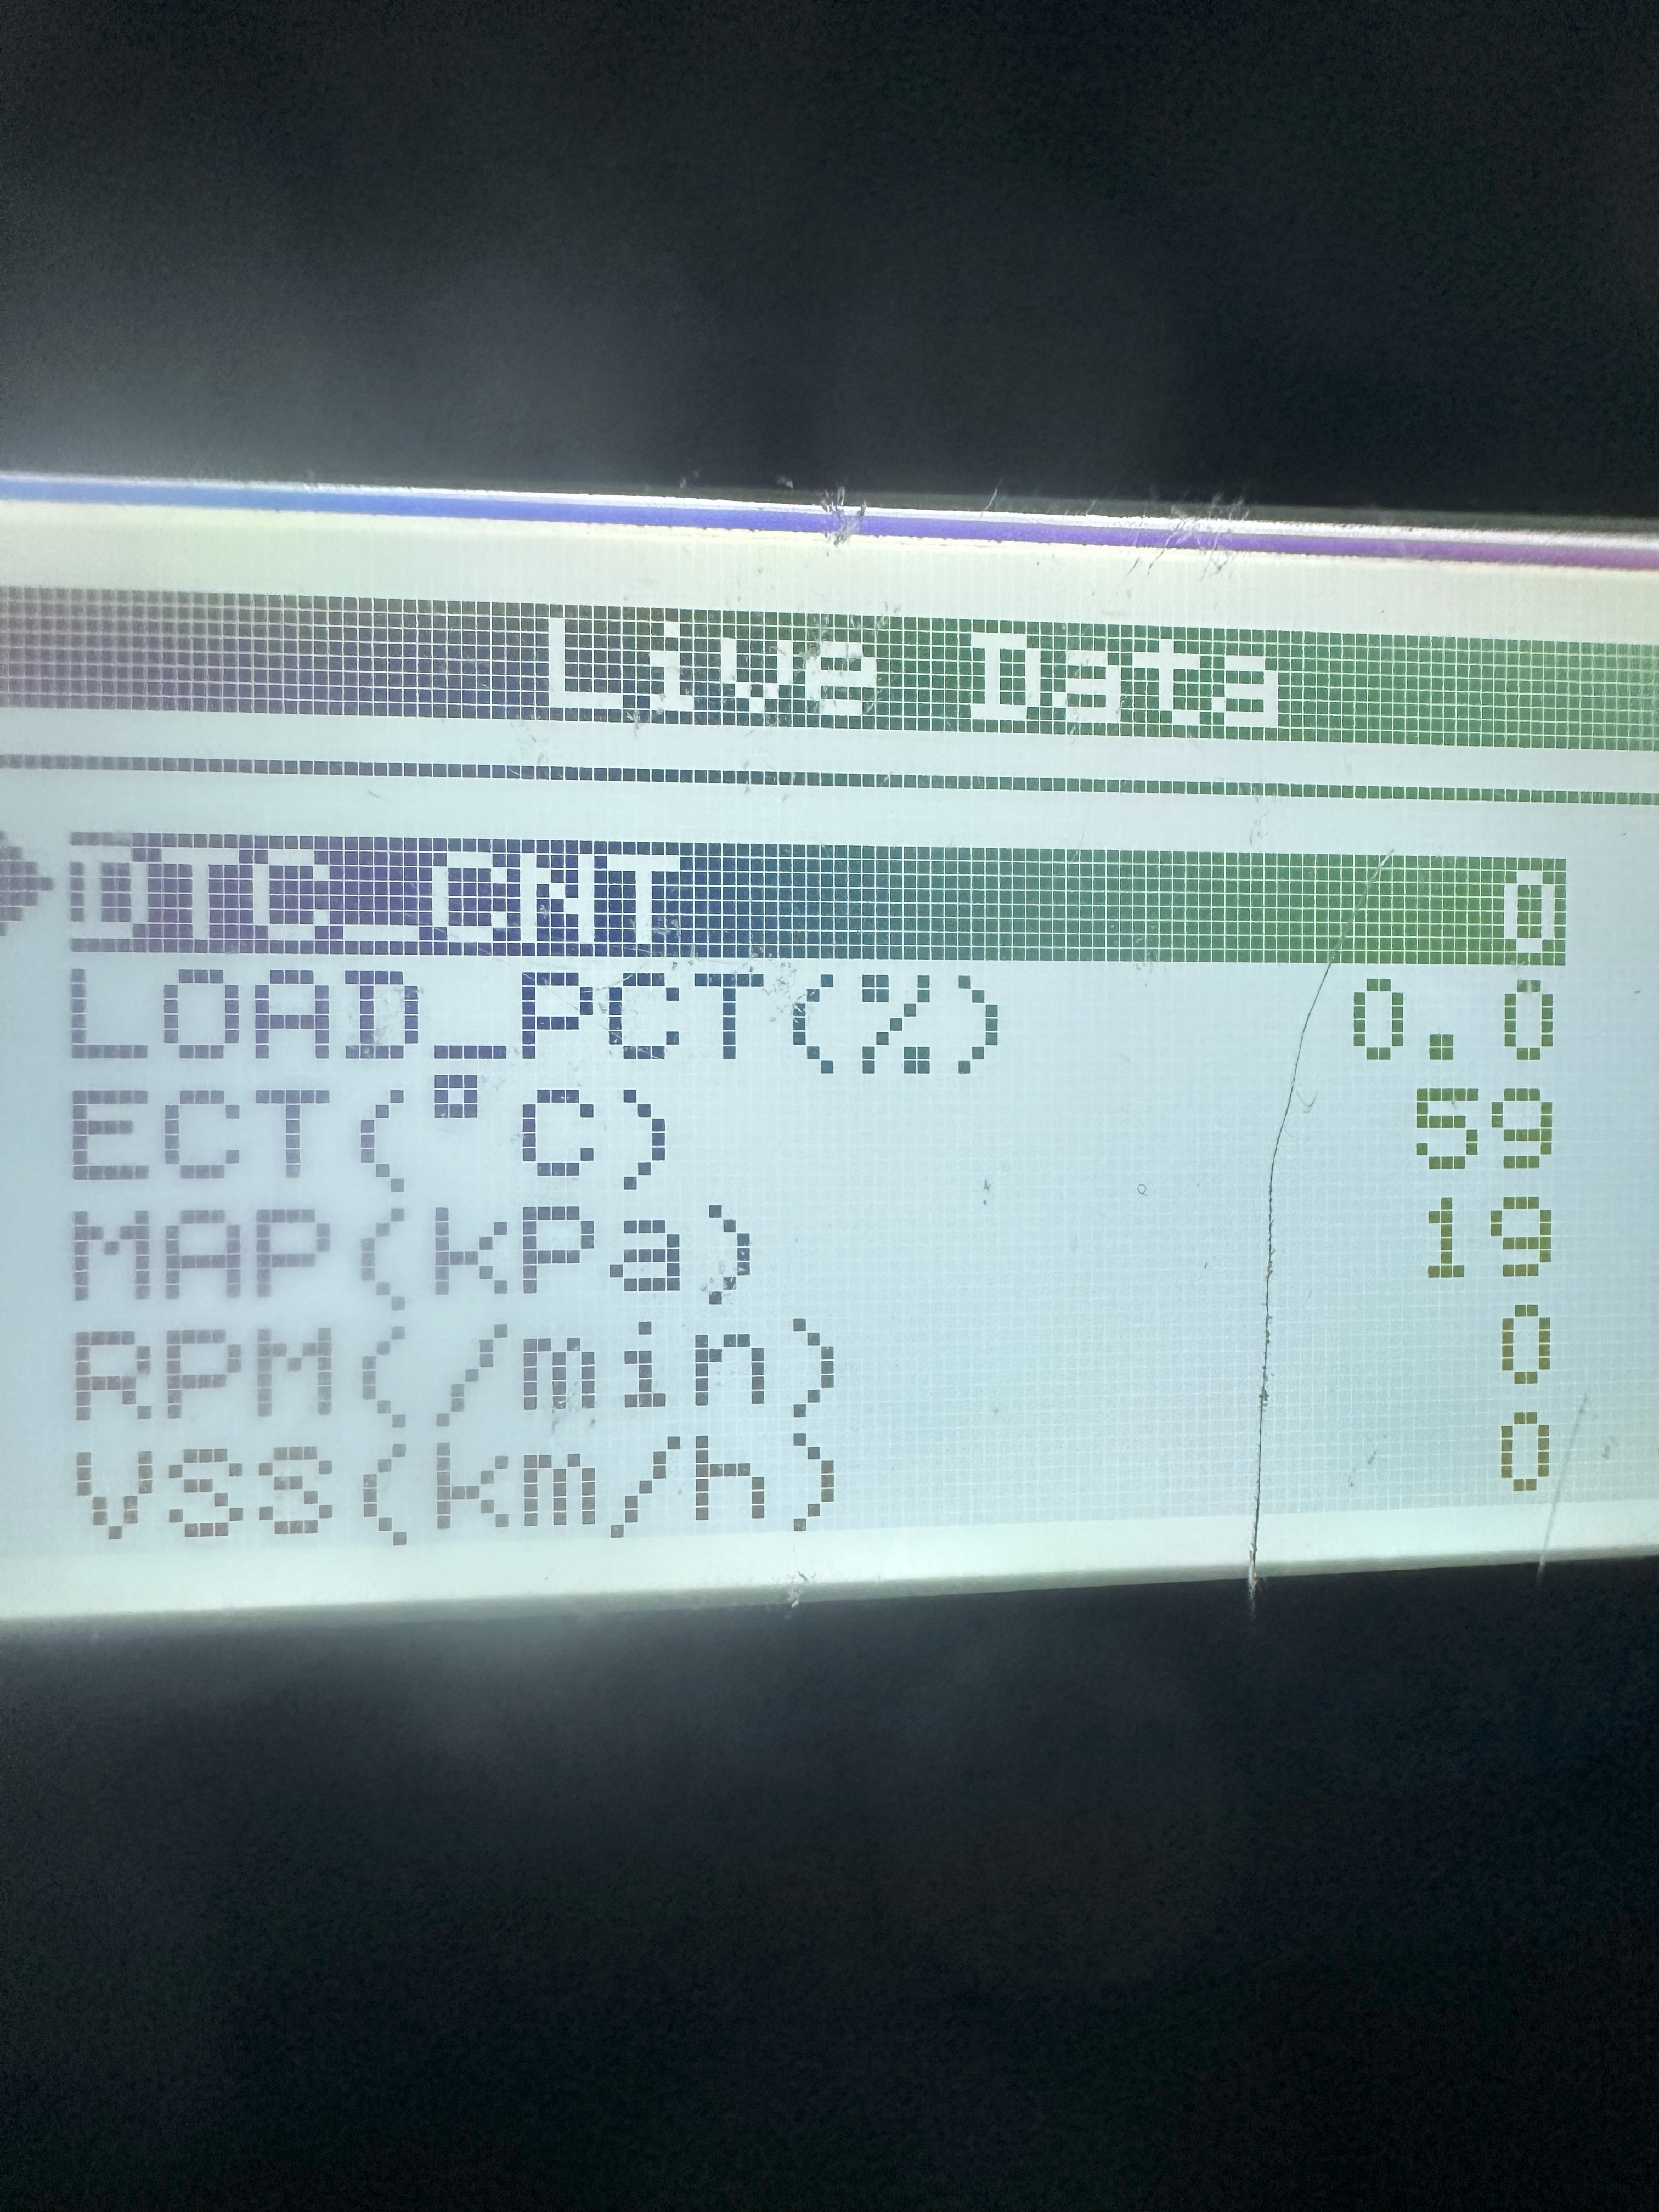 Live Data
DTC_CNT 0
LOAD_PCT(%) 0.0
ECT(°C) 59
MAP(kPa) 19
RPM(/min) 0
VSS(km/h) 0